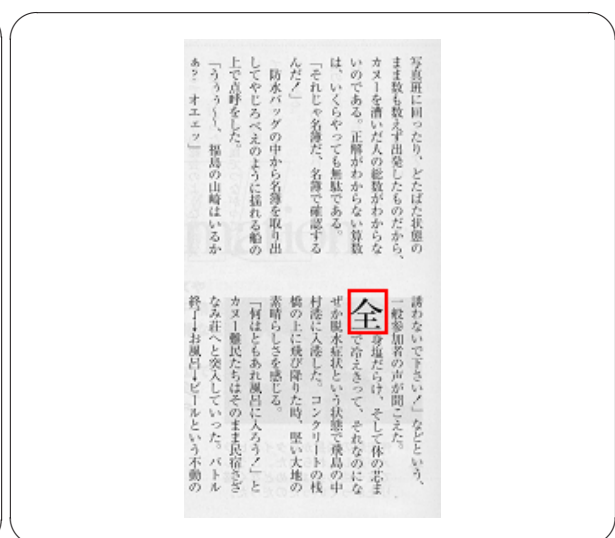 写真班に回ったり、どたばた状態の
まま数も数えず出発したものだから、
カヌーを漕いだ人の総数がわからな
いのである。正解がわからない算数
は、いくらやっても無駄である。
「それじゃ名簿だ、名簿で確認する
んだ！」
防水バッグの中から名簿を取り出
してやじろべえのように揺れる船の
上で点呼をした。
「うぅぅ〜〜、福島の山崎はいるか
ぁ？　オエェッ」
誘わないで下さい！」などという、
一般参加者の声が聞こえた。
全身塩だらけ、そして体の芯ま
で冷えきって、それなのにな
ぜか脱水症状という状態で飛島の中
村港に入港した。コンクリートの桟
橋の上に飛び降りた時、堅い大地の
素晴らしさを感じる。
「何はともあれ風呂に入ろう！」と
カヌー難民たちはそのまま民宿さざ
なみ荘へと突入していった。バトル
終了→お風呂→ビールという不動の